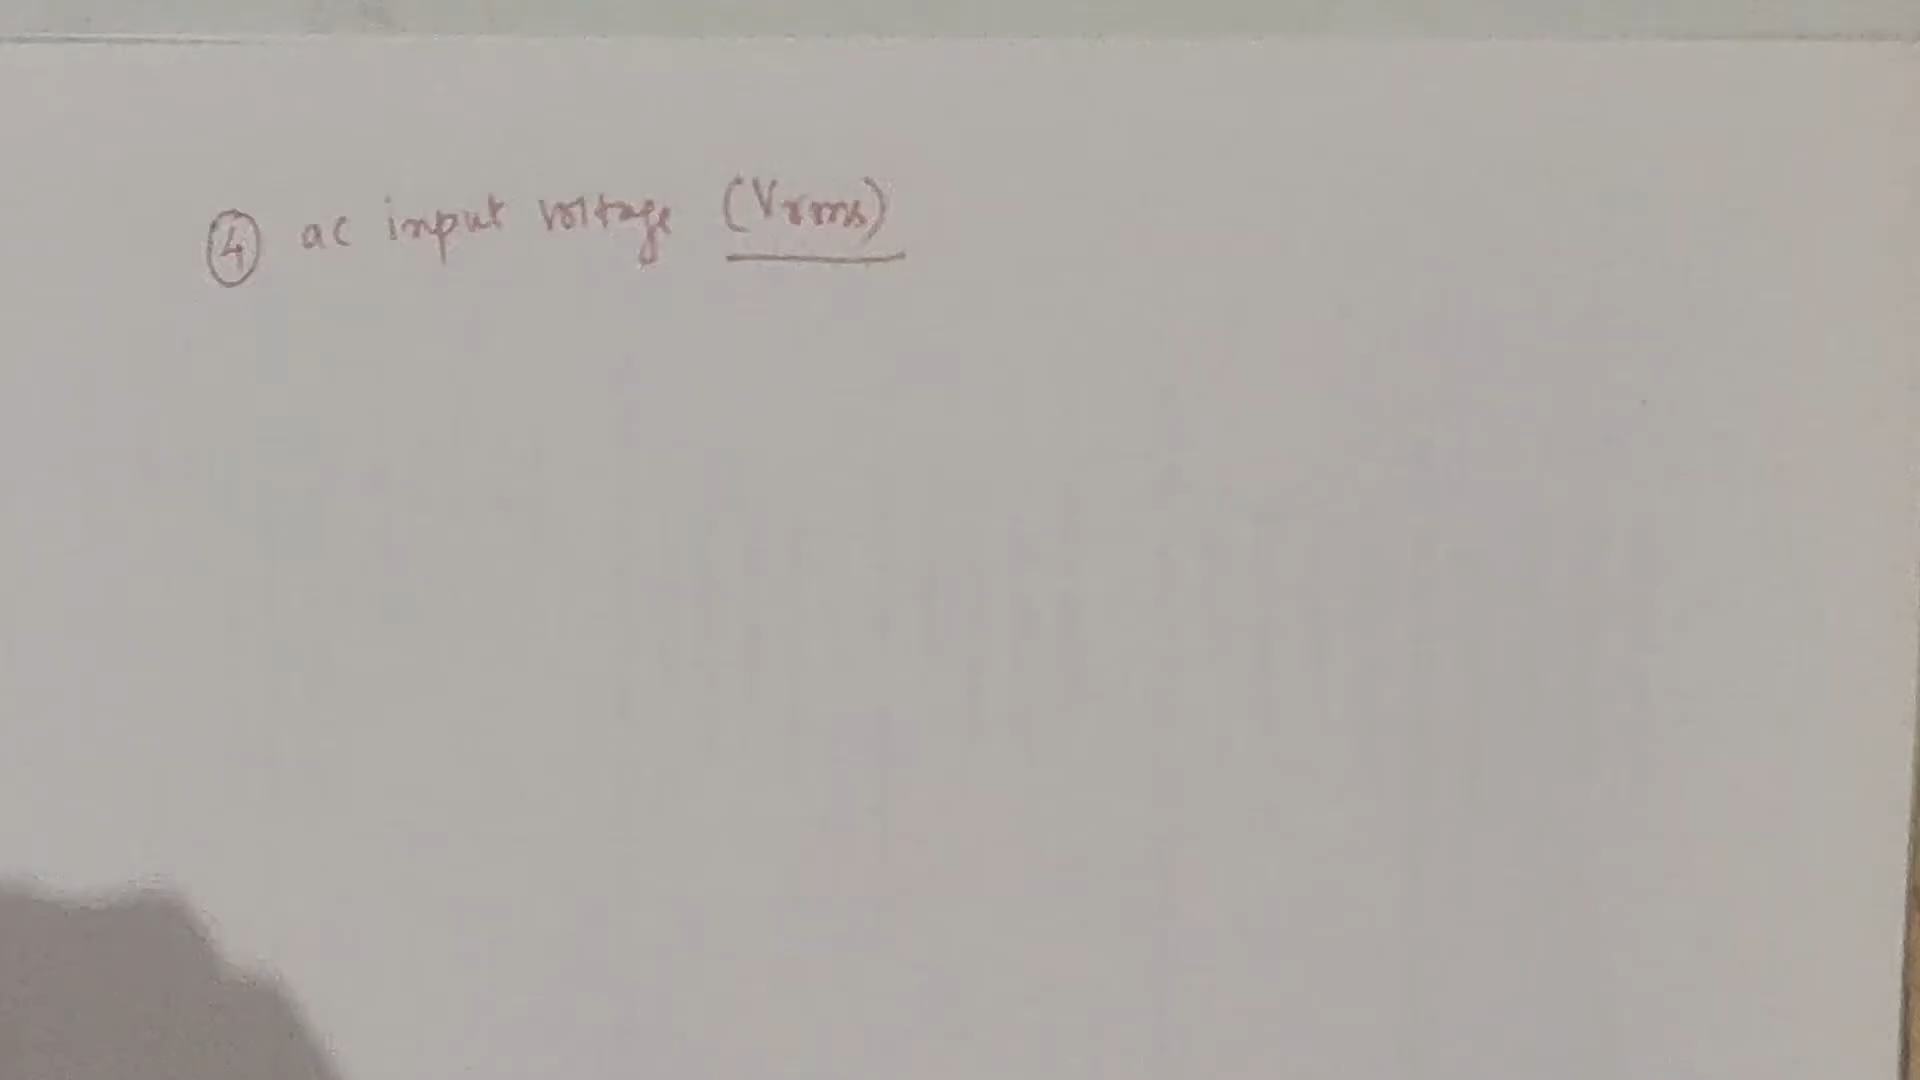 ④ ac input voltage (Vrms)